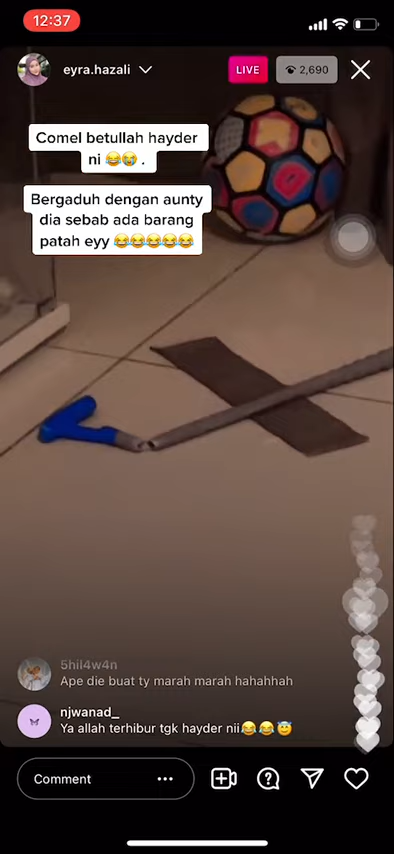 12:37
eyra.hazali
LIVE
2,690
Comel betullah hayder
ni 😂😭 .
Bergaduh dengan aunty
dia sebab ada barang
patah eyy 😂😂😂😂😂
5hil4w4n
Ape die buat ty marah marah hahahhah
njwanad_
Ya allah terhibur tgk hayder nii😂😂😇
Comment